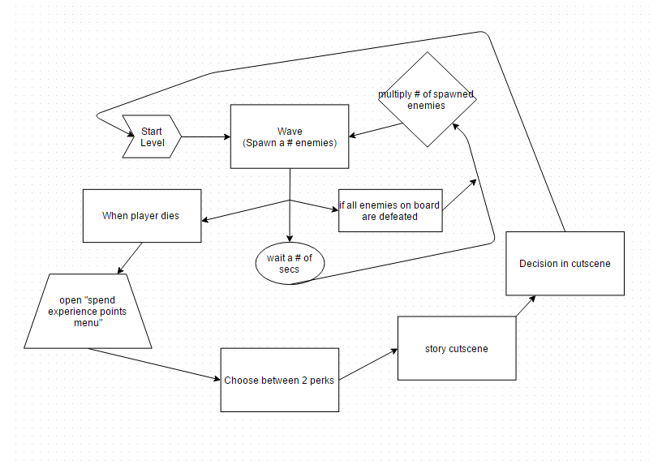 multiply # of spawned
enemies
Start
Level
Wave
(Spawn a # enemies)
When player dies
if all enemies on board
are defeated
wait a # of
secs
Decision in cutscene
open "spend
experience points
menu"
story cutscene
Choose between 2 perks